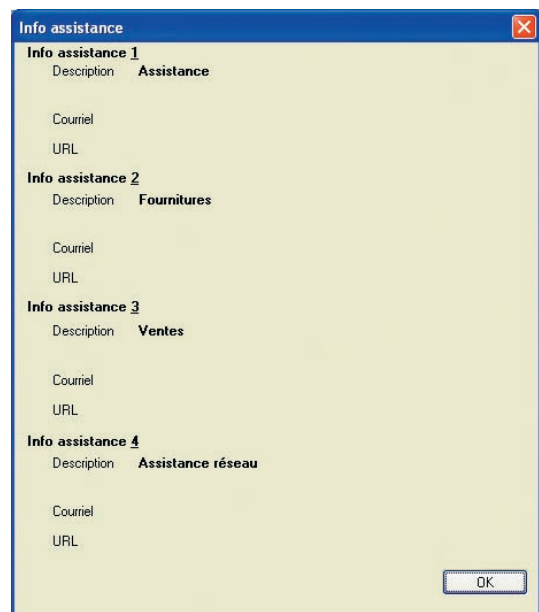 Info assistance
Info assistance 1
Description Assistance
Courriel
URL
Info assistance 2
Description Fournitures
Courriel
URL
Info assistance 3
Description Ventes
Courriel
URL
Info assistance 4
Description Assistance réseau
Courriel
URL
OK